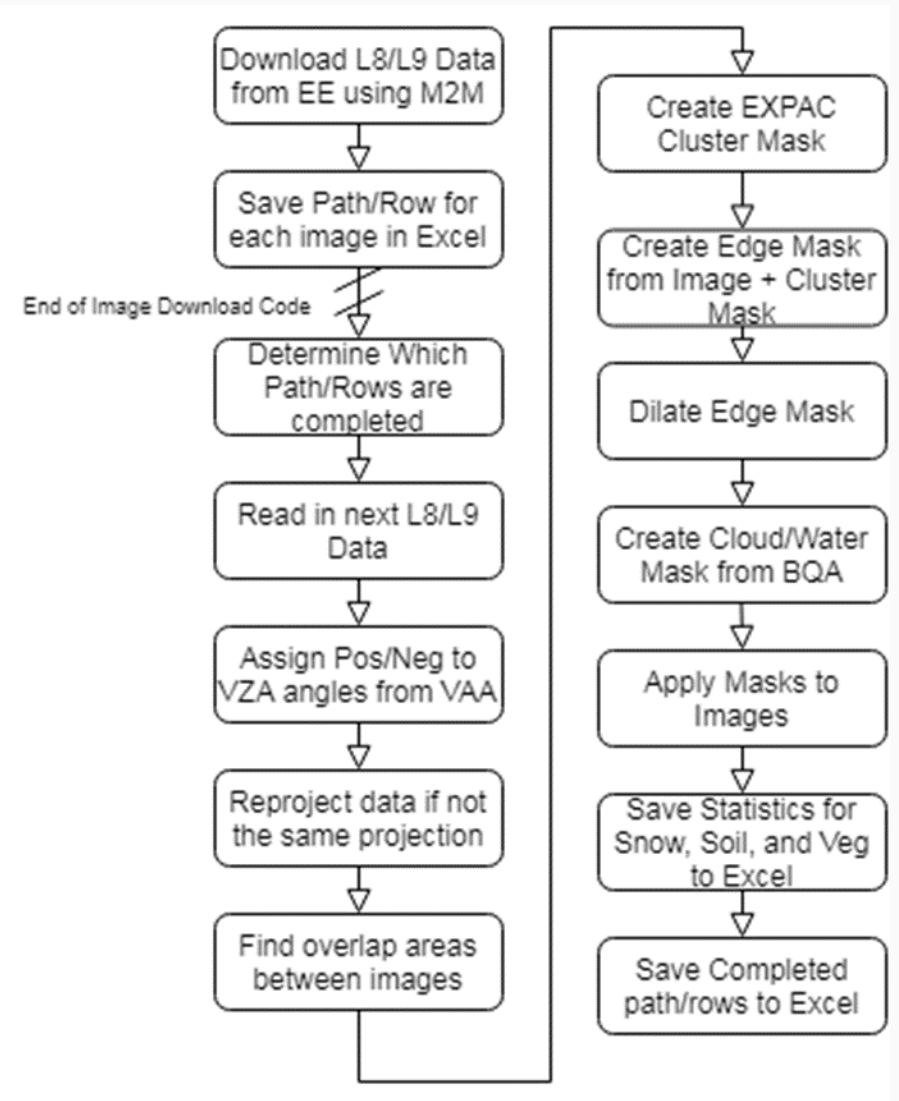 Download L8/L9 Data
from EE using M2M
Save Path/Row for
each image in Excel
End of Image Download Code
Determine Which
Path/Rows are
completed
Read in next L8/L9
Data
Assign Pos/Neg to
VZA angles from VAA
Reproject data if not
the same projection
Find overlap areas
between images
Create EXPAC
Cluster Mask
Create Edge Mask
from Image + Cluster
Mask
Dilate Edge Mask
Create Cloud/Water
Mask from BQA
Apply Masks to
Images
Save Statistics for
Snow, Soil, and Veg
to Excel
Save Completed
path/rows to Excel